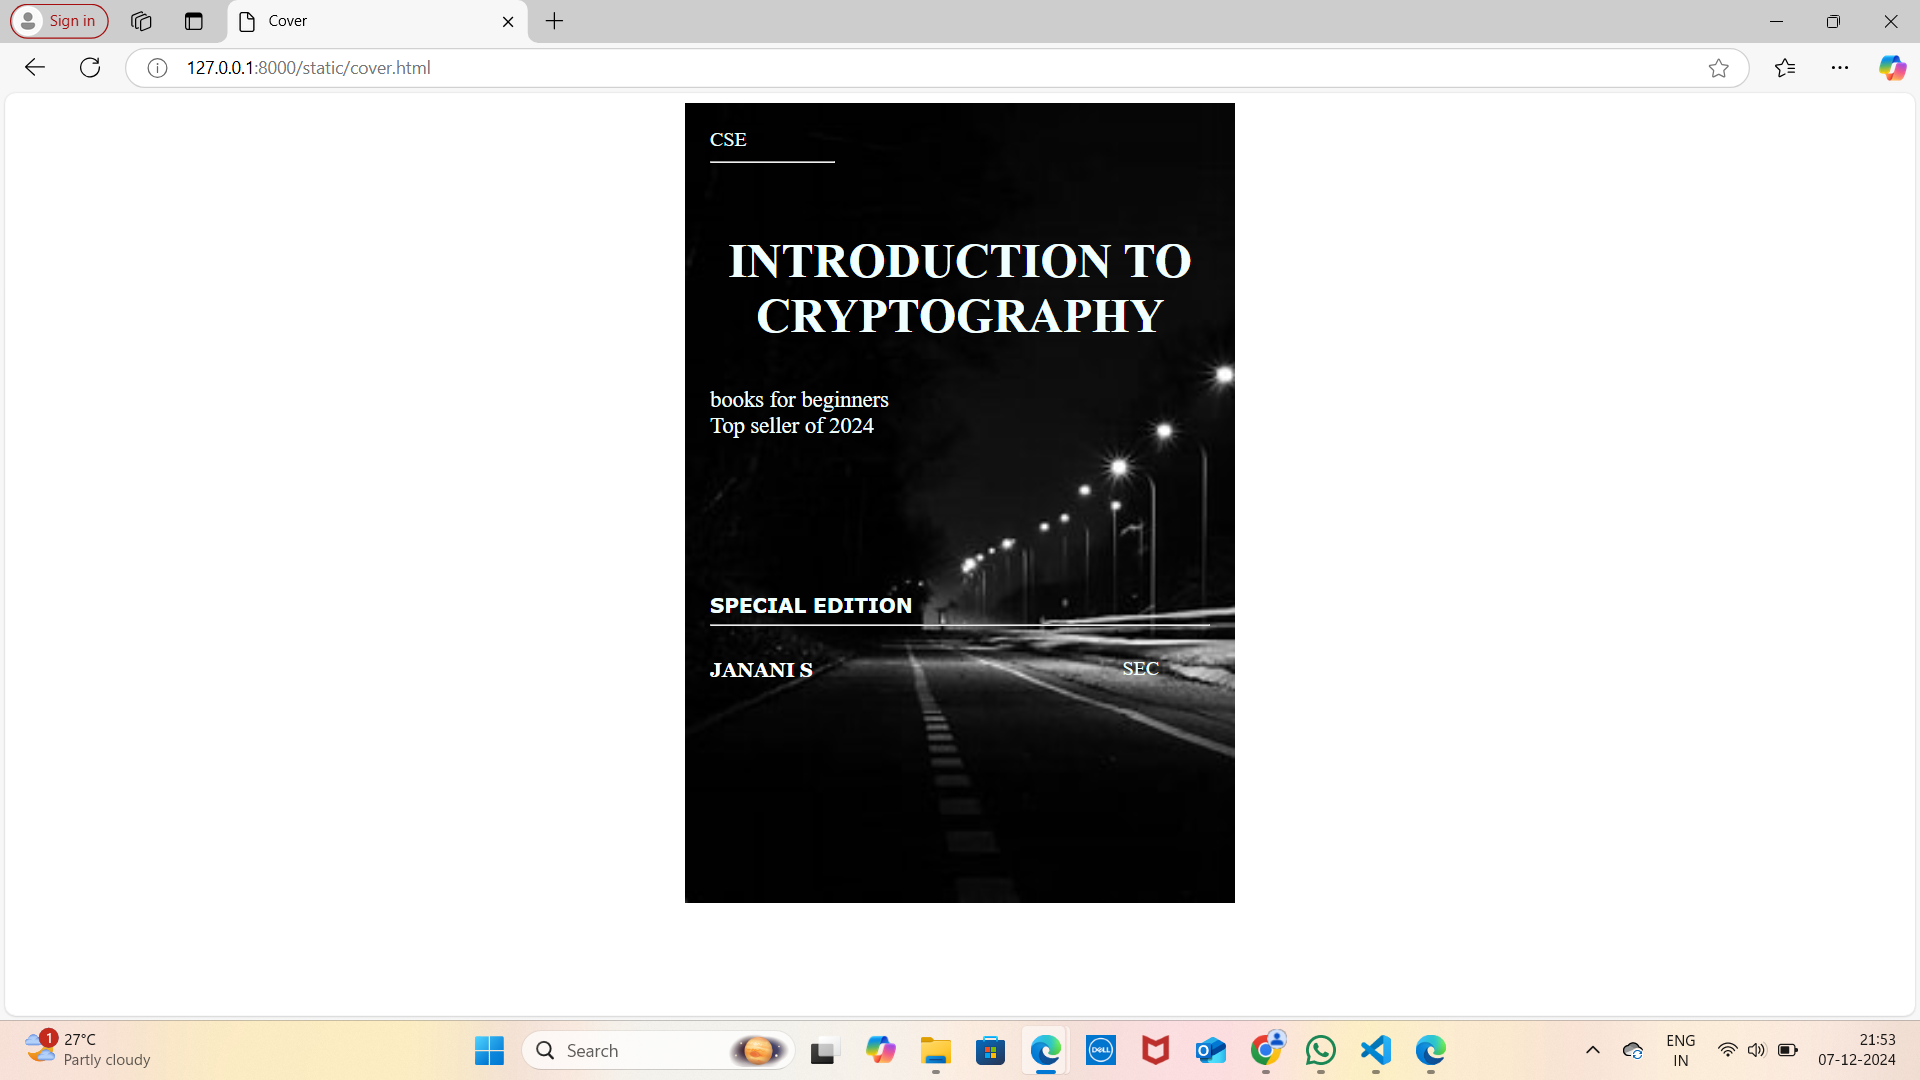 Sign in
Cover
127.0.0.1:8000/static/cover.html
CSE
INTRODUCTION TO
CRYPTOGRAPHY
books for beginners
Top seller of 2024
SPECIAL EDITION
JANANI S
SEC
1
27°C
Partly cloudy
Search
DELL
ENG
IN
21:53
07-12-2024